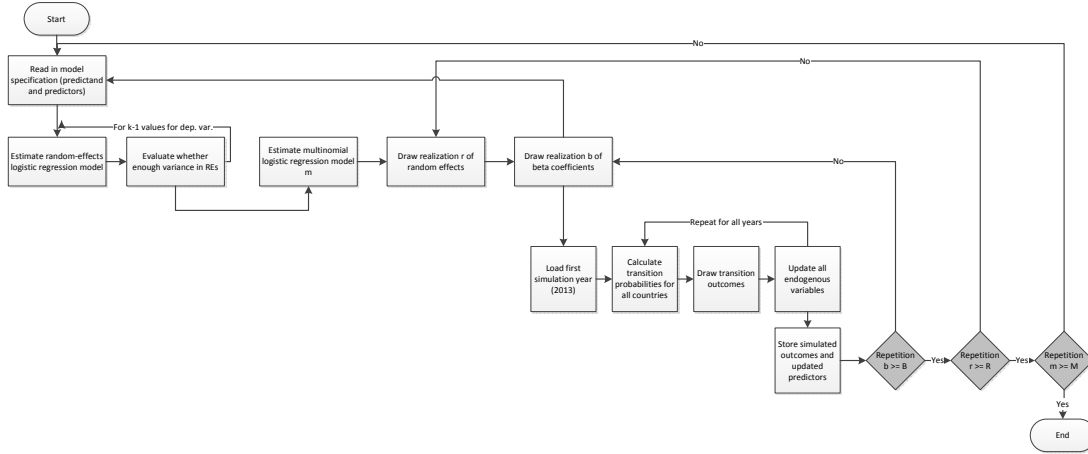 Start
No
No
Read in model
specification (predictand
and predictors)
For k-1 values for dep. var.
Estimate random-effects
logistic regression model
Evaluate whether
enough variance in REs
Estimate multinomial
logistic regression model
m
Draw realization r of
random effects
Draw realization b of
beta coefficients
No
Repeat for all years
Load first
simulation year
(2013)
Calculate
transition
probabilities for
all countries
Draw transition
outcomes
Update all
endogenous
variables
Store simulated
outcomes and
updated
predictors
Repetition
b >= B
Yes
Repetition
r >= R
Yes
Repetition
m >= M
Yes
End